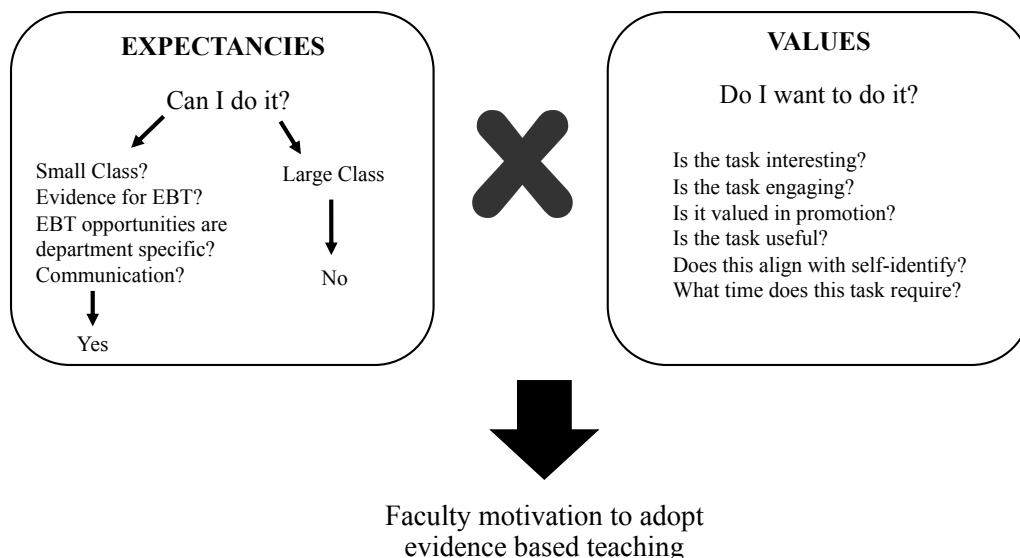 EXPECTANCIES
Can I do it?
Small Class?
Evidence for EBT?
EBT opportunities are
department specific?
Communication?
Yes
Large Class
No
VALUES
Do I want to do it?
Is the task interesting?
Is the task engaging?
Is it valued in promotion?
Is the task useful?
Does this align with self-identify?
What time does this task require?
Faculty motivation to adopt
evidence based teaching